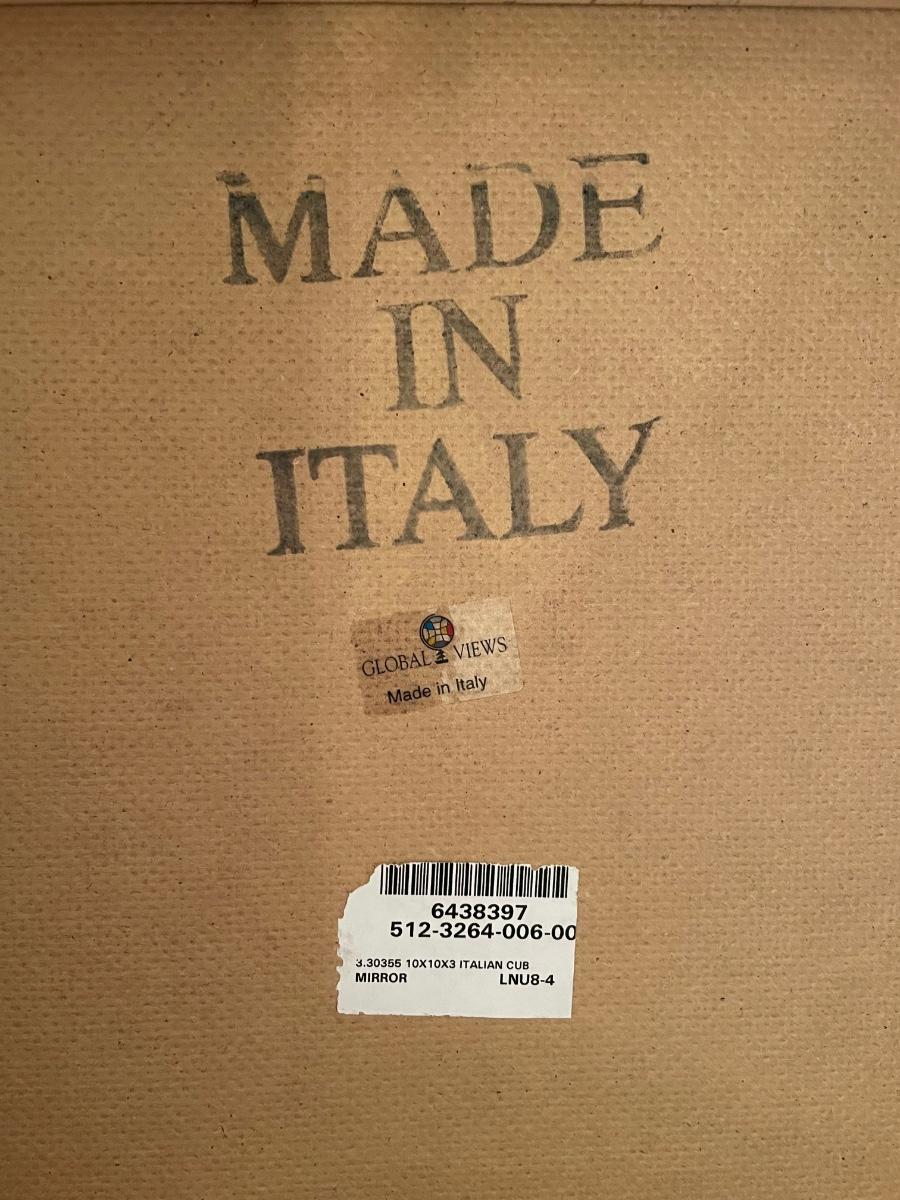 MADE
IN
ITALY
GLOBAL VIEWS
Made in Italy
6438397
512-3264-006-00
3.30355 10X10X3 ITALIAN CUB
MIRROR LNU8-4